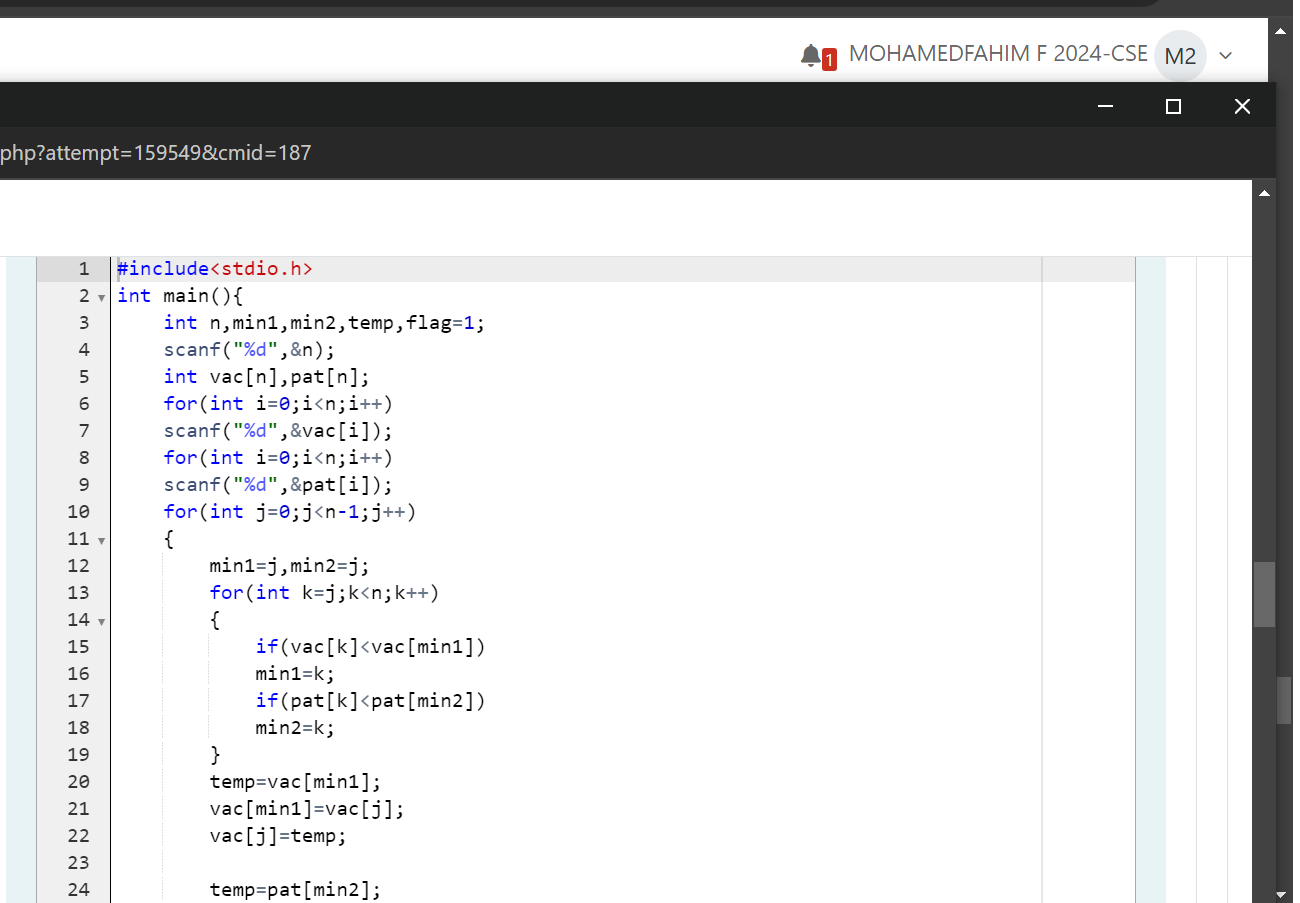 1 MOHAMEDFAHIM F 2024-CSE M2
php?attempt=159549&cmid=187
1 #include<stdio.h>
2 int main(){
3     int n,min1,min2,temp,flag=1;
4     scanf("%d",&n);
5     int vac[n],pat[n];
6     for(int i=0;i<n;i++)
7     scanf("%d",&vac[i]);
8     for(int i=0;i<n;i++)
9     scanf("%d",&pat[i]);
10     for(int j=0;j<n-1;j++)
11     {
12         min1=j,min2=j;
13         for(int k=j;k<n;k++)
14         {
15             if(vac[k]<vac[min1])
16             min1=k;
17             if(pat[k]<pat[min2])
18             min2=k;
19         }
20         temp=vac[min1];
21         vac[min1]=vac[j];
22         vac[j]=temp;
23
24         temp=pat[min2];